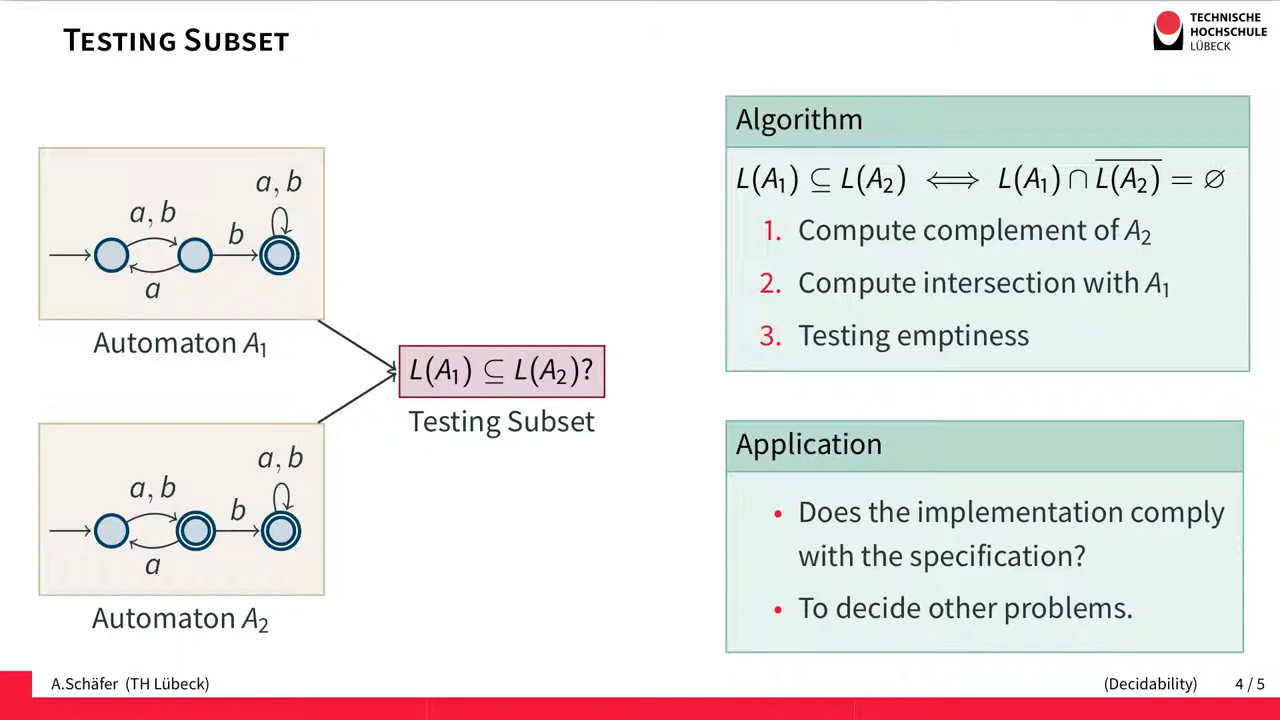 TESTING SUBSET
TECHNISCHE
HOCHSCHULE
LÜBECK
a, b
a, b
b
a
Automaton A₁
L(A₁) ⊆ L(A₂)?
Testing Subset
a, b
a, b
b
a
Automaton A₂
Algorithm
L(A₁) ⊆ L(A₂) ⟺ L(A₁) ∩ L̅(̅A̅₂̅)̅ = ∅
1. Compute complement of A₂
2. Compute intersection with A₁
3. Testing emptiness
Application
• Does the implementation comply
with the specification?
• To decide other problems.
A.Schäfer (TH Lübeck)
(Decidability)
4 / 5